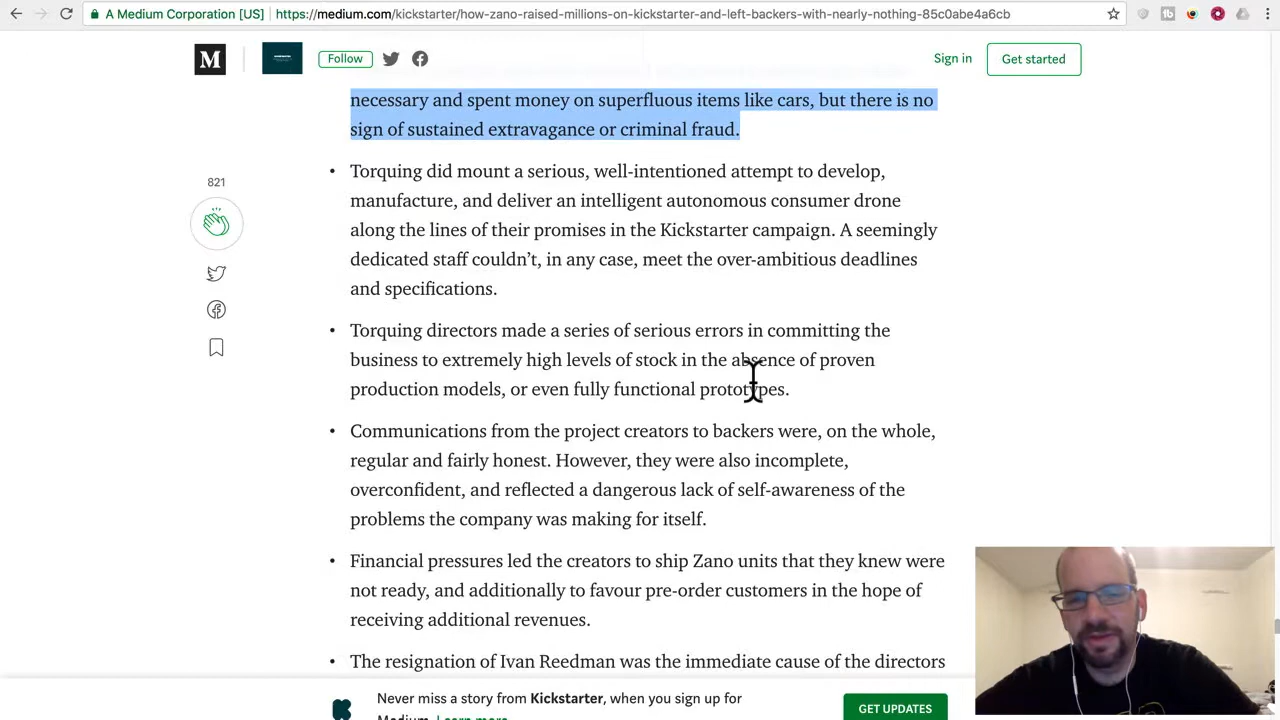 A Medium Corporation [US]
https://medium.com/kickstarter/how-zano-raised-millions-on-kickstarter-and-left-backers-with-nearly-nothing-85c0abe4a6cb
M
Follow
Sign in
Get started
necessary and spent money on superfluous items like cars, but there is no
sign of sustained extravagance or criminal fraud.
821
• Torquing did mount a serious, well-intentioned attempt to develop,
manufacture, and deliver an intelligent autonomous consumer drone
along the lines of their promises in the Kickstarter campaign. A seemingly
dedicated staff couldn’t, in any case, meet the over-ambitious deadlines
and specifications.
• Torquing directors made a series of serious errors in committing the
business to extremely high levels of stock in the absence of proven
production models, or even fully functional prototypes.
• Communications from the project creators to backers were, on the whole,
regular and fairly honest. However, they were also incomplete,
overconfident, and reflected a dangerous lack of self-awareness of the
problems the company was making for itself.
• Financial pressures led the creators to ship Zano units that they knew were
not ready, and additionally to favour pre-order customers in the hope of
receiving additional revenues.
• The resignation of Ivan Reedman was the immediate cause of the directors
Never miss a story from Kickstarter, when you sign up for
Medium. Learn more
GET UPDATES